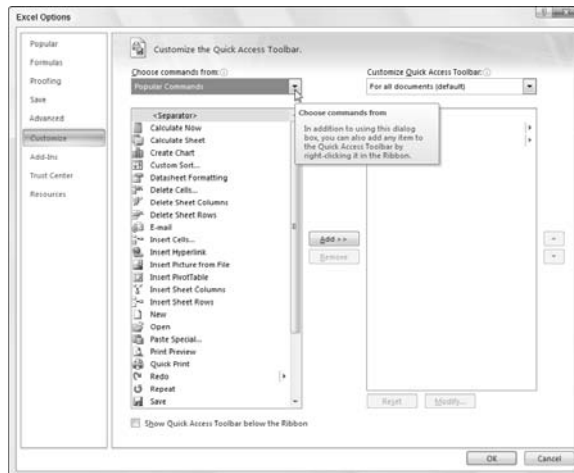 Excel Options
Popular
Formulas
Proofing
Save
Advanced
Customize
Add-Ins
Trust Center
Resources
Customize the Quick Access Toolbar.
Choose commands from:
Popular Commands
Customize Quick Access Toolbar:
For all documents (default)
Choose commands from
In addition to using this dialog
box, you can also add any item to
the Quick Access Toolbar by
right-clicking it in the Ribbon.
<Separator>
Calculate Now
Calculate Sheet
Create Chart
Custom Sort...
Datasheet Formatting
Delete Cells...
Delete Sheet Columns
Delete Sheet Rows
E-mail
Insert Cells...
Insert Hyperlink
Insert Picture from File
Insert PivotTable
Insert Sheet Columns
Insert Sheet Rows
New
Open
Paste Special...
Print Preview
Quick Print
Redo
Repeat
Save
Add >>
Remove
Reset
Modify...
Show Quick Access Toolbar below the Ribbon
OK
Cancel